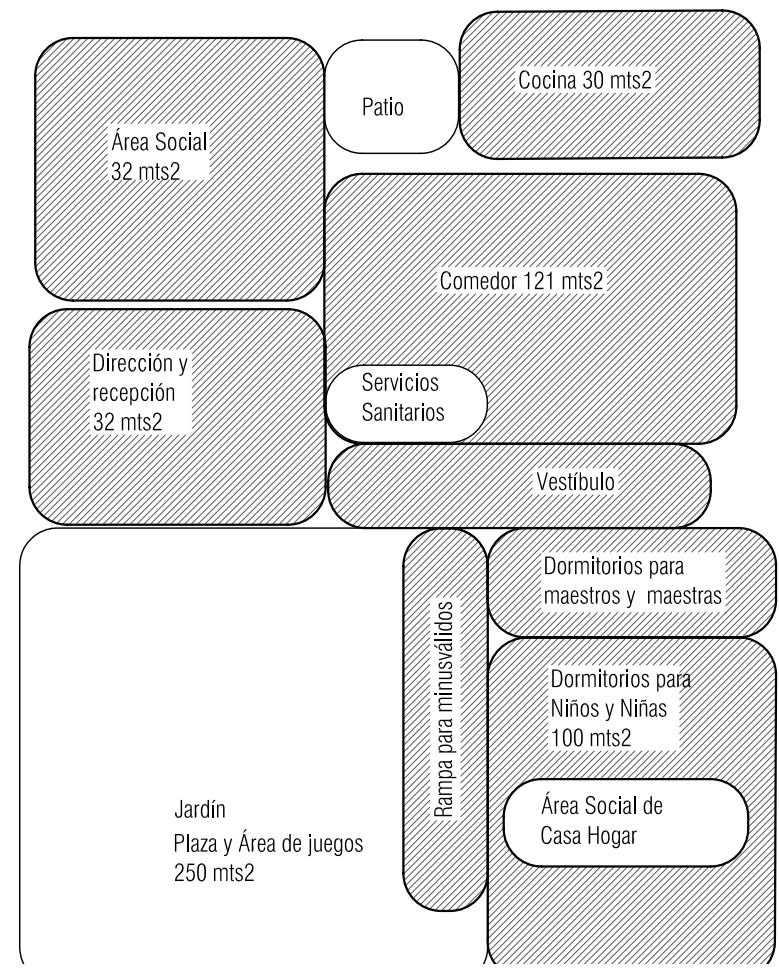 Patio
Cocina 30 mts2
Área Social
32 mts2
Comedor 121 mts2
Dirección y
recepción
32 mts2
Servicios
Sanitarios
Vestíbulo
Dormitorios para
maestros y maestras
Rampa para minusválidos
Dormitorios para
Niños y Niñas
100 mts2
Área Social de
Casa Hogar
Jardín
Plaza y Área de juegos
250 mts2